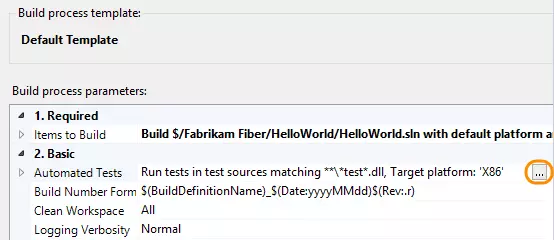 Build process template:
Default Template
Build process parameters:
1. Required
Items to Build Build $/Fabrikam Fiber/HelloWorld/HelloWorld.sln with default platform a
2. Basic
Automated Tests Run tests in test sources matching **\*test*.dll, Target platform: 'X86' ...
Build Number Form $(BuildDefinitionName)_$(Date:yyyyMMdd)$(Rev:.r)
Clean Workspace All
Logging Verbosity Normal